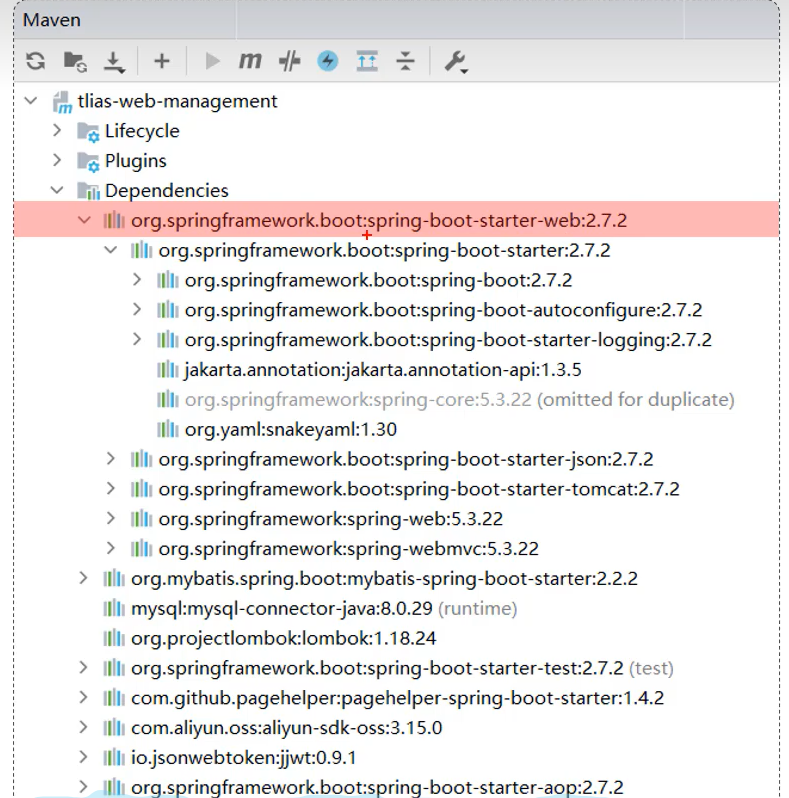 Maven
tlias-web-management
Lifecycle
Plugins
Dependencies
org.springframework.boot:spring-boot-starter-web:2.7.2
org.springframework.boot:spring-boot-starter:2.7.2
org.springframework.boot:spring-boot:2.7.2
org.springframework.boot:spring-boot-autoconfigure:2.7.2
org.springframework.boot:spring-boot-starter-logging:2.7.2
jakarta.annotation:jakarta.annotation-api:1.3.5
org.springframework:spring-core:5.3.22 (omitted for duplicate)
org.yaml:snakeyaml:1.30
org.springframework.boot:spring-boot-starter-json:2.7.2
org.springframework.boot:spring-boot-starter-tomcat:2.7.2
org.springframework:spring-web:5.3.22
org.springframework:spring-webmvc:5.3.22
org.mybatis.spring.boot:mybatis-spring-boot-starter:2.2.2
mysql:mysql-connector-java:8.0.29 (runtime)
org.projectlombok:lombok:1.18.24
org.springframework.boot:spring-boot-starter-test:2.7.2 (test)
com.github.pagehelper:pagehelper-spring-boot-starter:1.4.2
com.aliyun.oss:aliyun-sdk-oss:3.15.0
io.jsonwebtoken:jjwt:0.9.1
org.springframework.boot:spring-boot-starter-aop:2.7.2